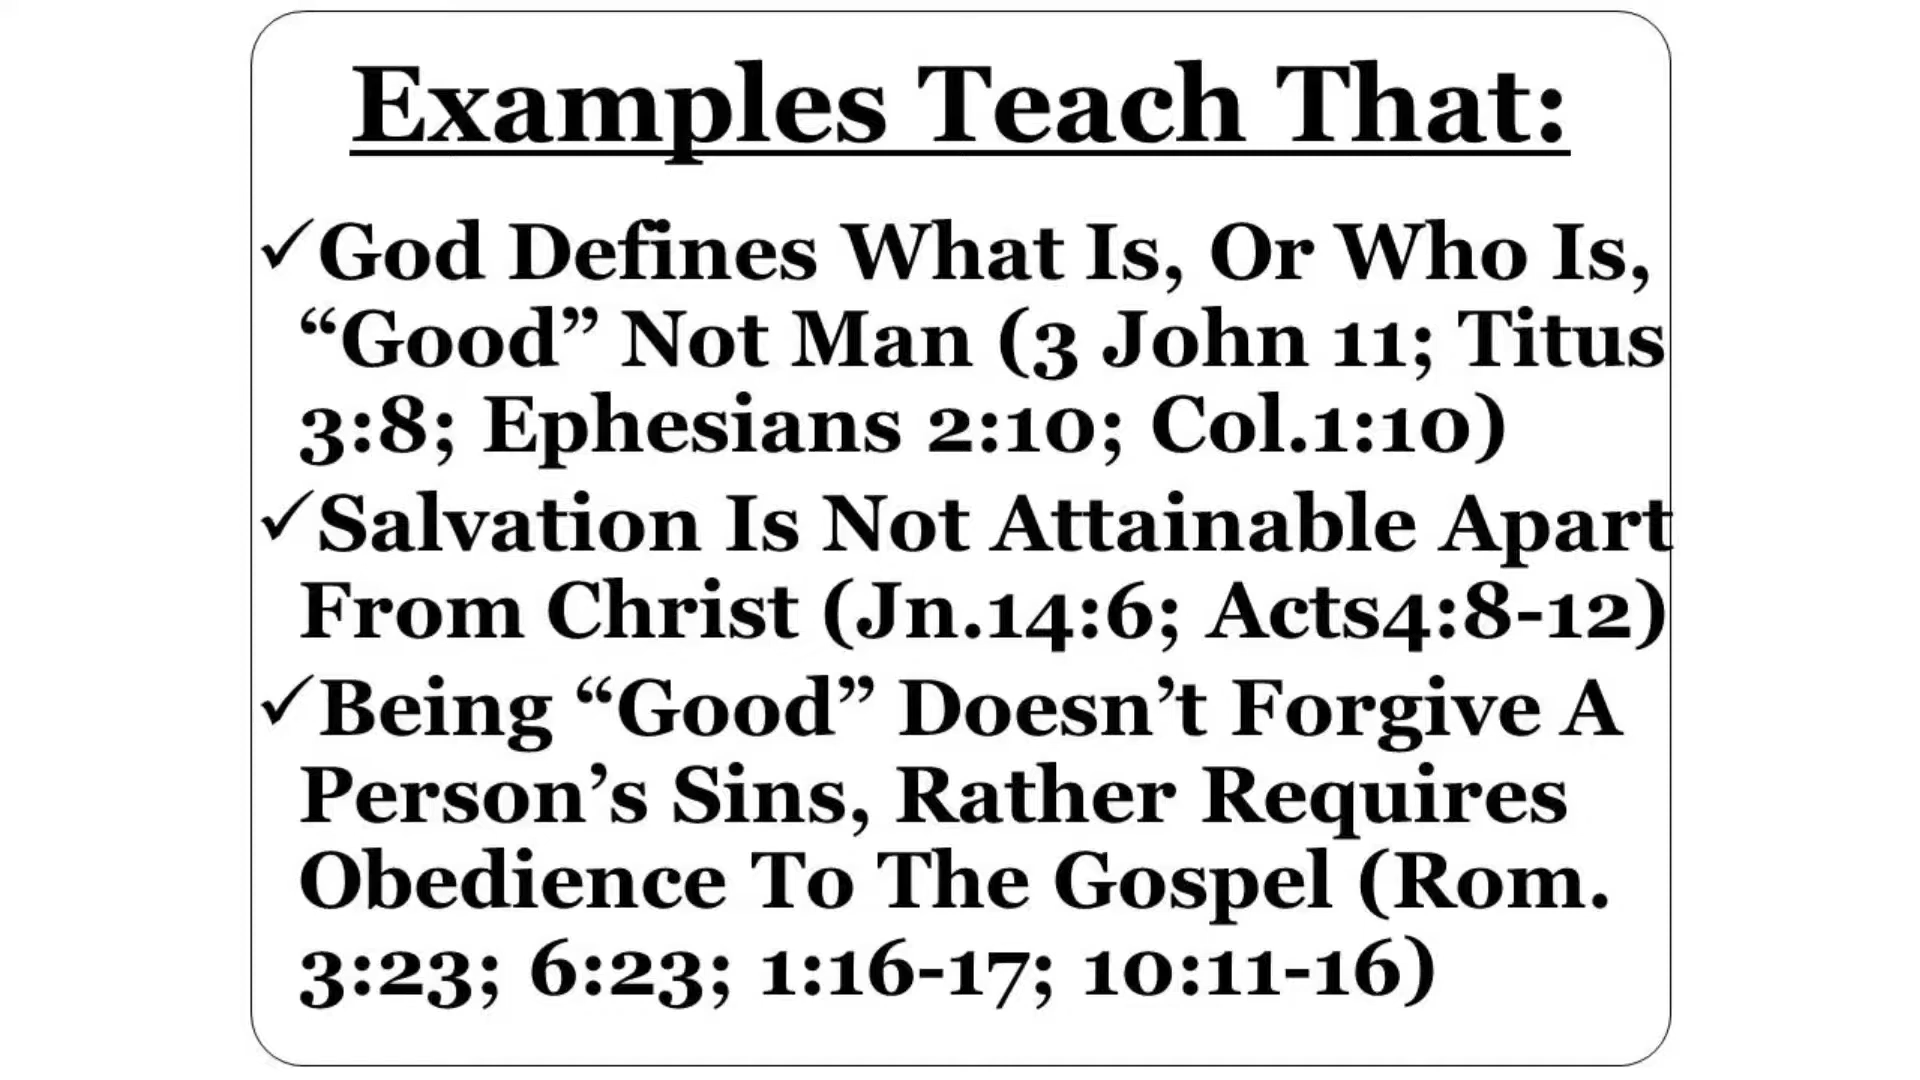 Examples Teach That:
✓God Defines What Is, Or Who Is,
“Good” Not Man (3 John 11; Titus
3:8; Ephesians 2:10; Col.1:10)
✓Salvation Is Not Attainable Apart
From Christ (Jn.14:6; Acts4:8-12)
✓Being “Good” Doesn’t Forgive A
Person’s Sins, Rather Requires
Obedience To The Gospel (Rom.
3:23; 6:23; 1:16-17; 10:11-16)